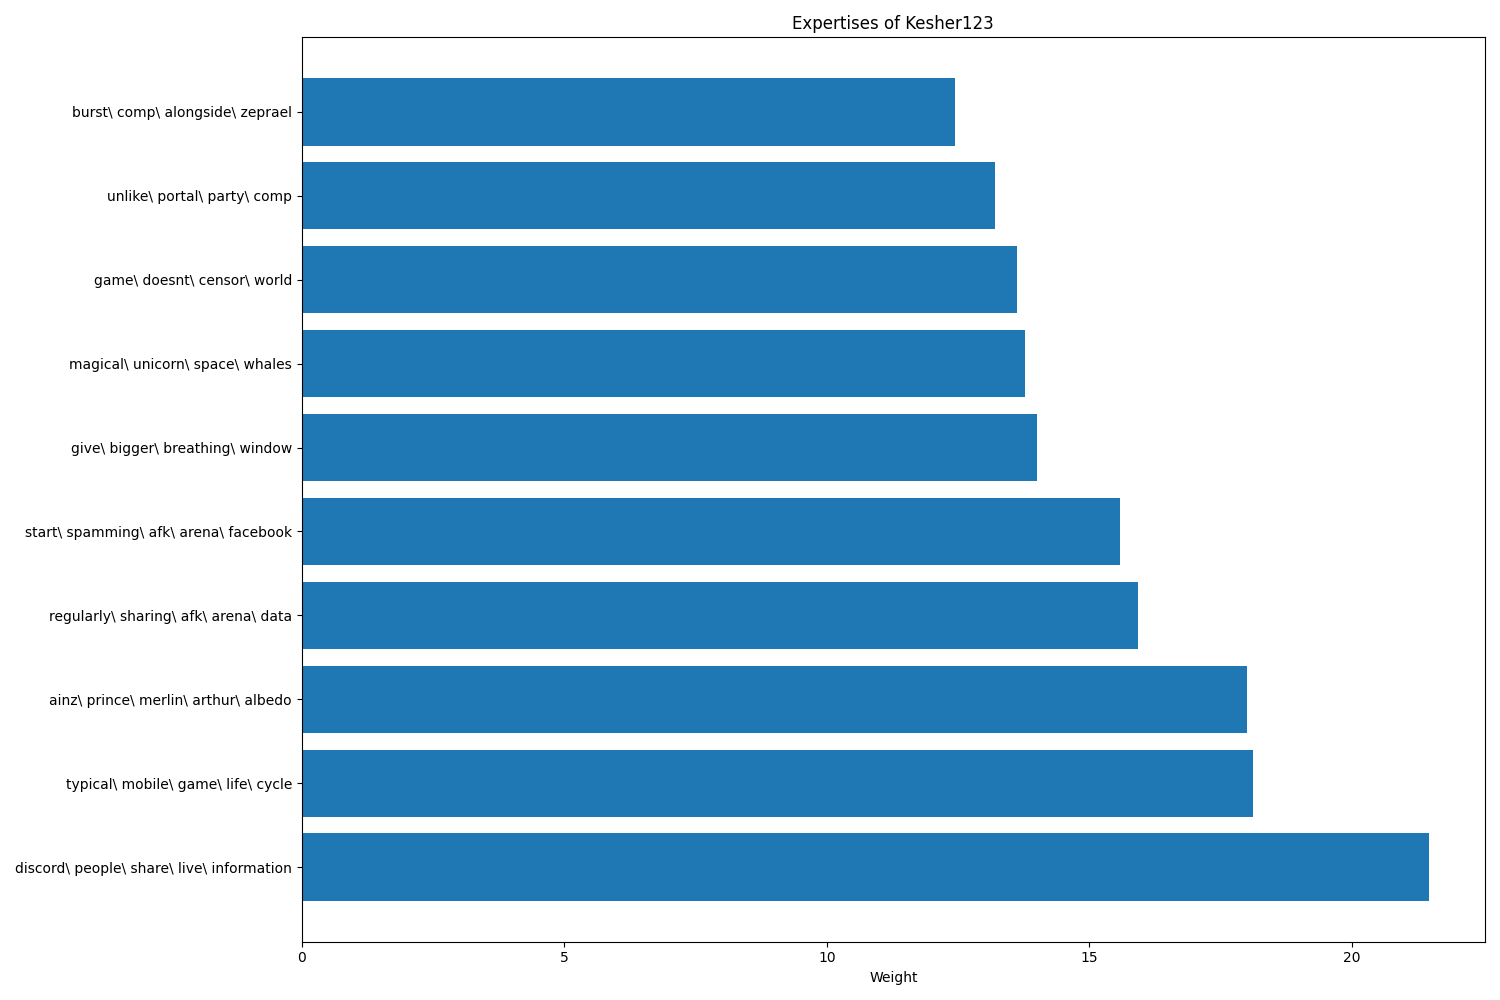 Expertises of Kesher123
burst\ comp\ alongside\ zeprael
unlike\ portal\ party\ comp
game\ doesnt\ censor\ world
magical\ unicorn\ space\ whales
give\ bigger\ breathing\ window
start\ spamming\ afk\ arena\ facebook
regularly\ sharing\ afk\ arena\ data
ainz\ prince\ merlin\ arthur\ albedo
typical\ mobile\ game\ life\ cycle
discord\ people\ share\ live\ information
0 5 10 15 20
Weight